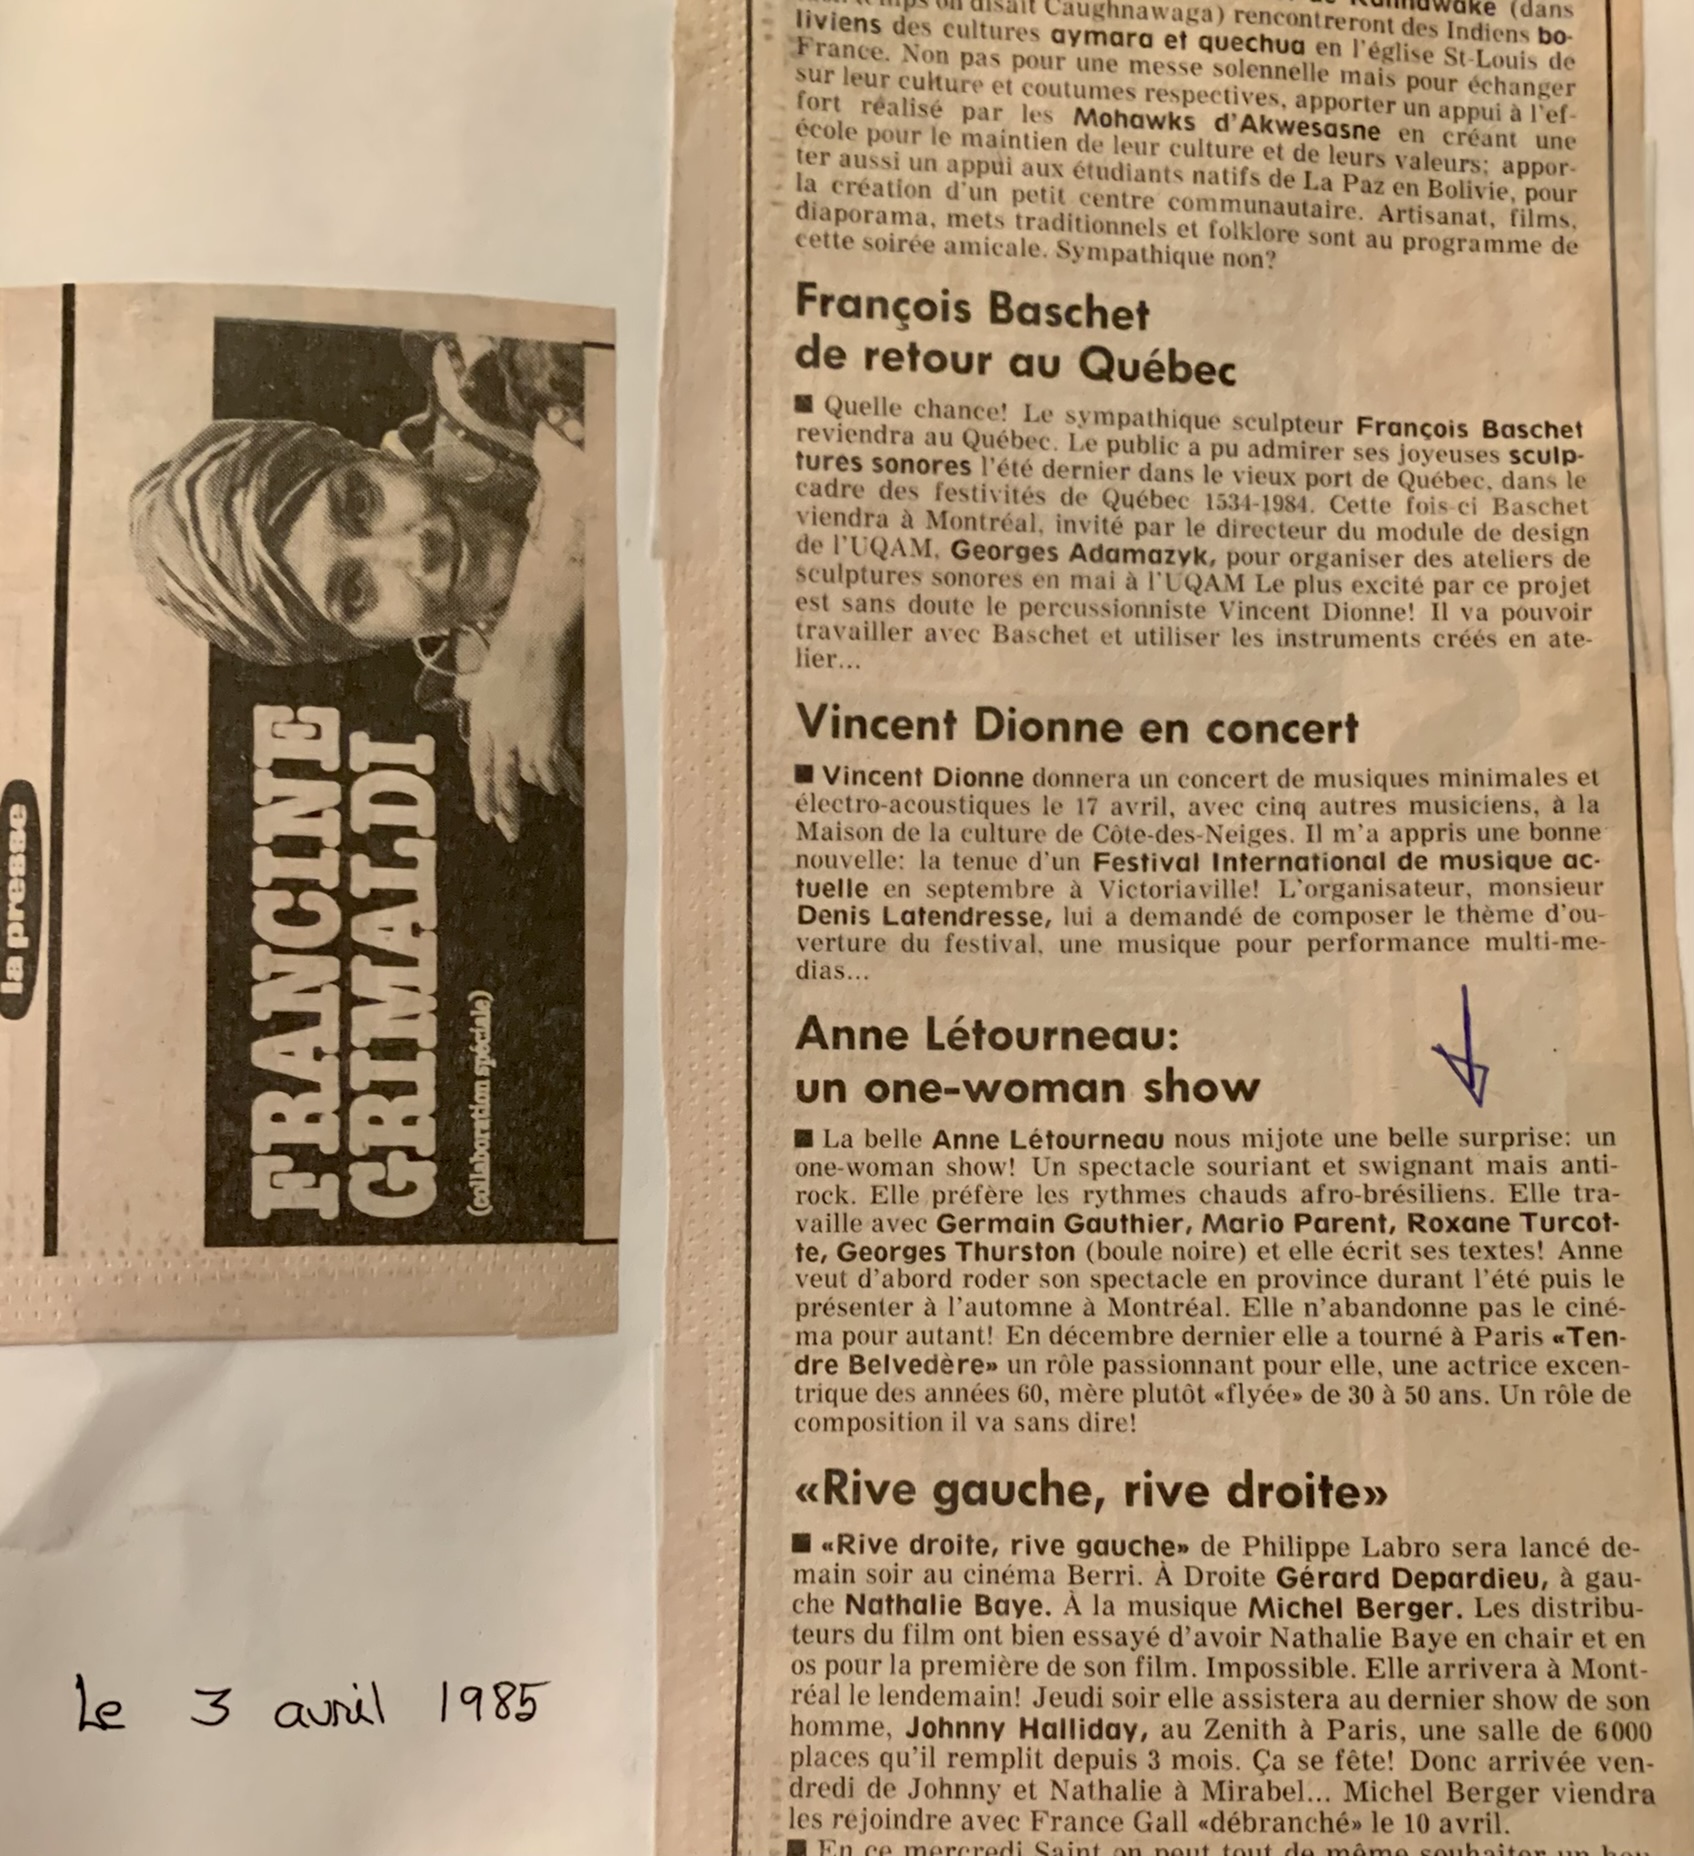 la presse
FRANCINE
GRIMALDI
(collaboration spéciale)
Le 3 avril 1985
(dans
disait Caughnawaga) rencontreront des Indiens bo-
liviens des cultures aymara et quechua en l'église St-Louis de
France. Non pas pour une messe solennelle mais pour échanger
sur leur culture et coutumes respectives, apporter un appui à l'ef-
fort réalisé par les Mohawks d'Akwesasne en créant une
école pour le maintien de leur culture et de leurs valeurs; appor-
ter aussi un appui aux étudiants natifs de La Paz en Bolivie, pour
la création d'un petit centre communautaire. Artisanat, films,
diaporama, mets traditionnels et folklore sont au programme de
cette soirée amicale. Sympathique non?
François Baschet
de retour au Québec
■ Quelle chance! Le sympathique sculpteur François Baschet
reviendra au Québec. Le public a pu admirer ses joyeuses sculp-
tures sonores l'été dernier dans le vieux port de Québec, dans le
cadre des festivités de Québec 1534-1984. Cette fois-ci Baschet
viendra à Montréal, invité par le directeur du module de design
de l'UQAM, Georges Adamazyk, pour organiser des ateliers de
sculptures sonores en mai à l'UQAM Le plus excité par ce projet
est sans doute le percussionniste Vincent Dionne! Il va pouvoir
travailler avec Baschet et utiliser les instruments créés en ate-
lier...
Vincent Dionne en concert
■ Vincent Dionne donnera un concert de musiques minimales et
électro-acoustiques le 17 avril, avec cinq autres musiciens, à la
Maison de la culture de Côte-des-Neiges. Il m'a appris une bonne
nouvelle: la tenue d'un Festival International de musique ac-
tuelle en septembre à Victoriaville! L'organisateur, monsieur
Denis Latendresse, lui a demandé de composer le thème d'ou-
verture du festival, une musique pour performance multi-me-
dias...
Anne Létourneau:
un one-woman show
■ La belle Anne Létourneau nous mijote une belle surprise: un
one-woman show! Un spectacle souriant et swignant mais anti-
rock. Elle préfère les rythmes chauds afro-brésiliens. Elle tra-
vaille avec Germain Gauthier, Mario Parent, Roxane Turcot-
te, Georges Thurston (boule noire) et elle écrit ses textes! Anne
veut d'abord roder son spectacle en province durant l'été puis le
présenter à l'automne à Montréal. Elle n'abandonne pas le ciné-
ma pour autant! En décembre dernier elle a tourné à Paris «Ten-
dre Belvedère» un rôle passionnant pour elle, une actrice excen-
trique des années 60, mère plutôt «flyée» de 30 à 50 ans. Un rôle de
composition il va sans dire!
«Rive gauche, rive droite»
■ «Rive droite, rive gauche» de Philippe Labro sera lancé de-
main soir au cinéma Berri. À Droite Gérard Depardieu, à gau-
che Nathalie Baye. À la musique Michel Berger. Les distribu-
teurs du film ont bien essayé d'avoir Nathalie Baye en chair et en
os pour la première de son film. Impossible. Elle arrivera à Mont-
réal le lendemain! Jeudi soir elle assistera au dernier show de son
homme, Johnny Halliday, au Zenith à Paris, une salle de 6000
places qu'il remplit depuis 3 mois. Ça se fête! Donc arrivée ven-
dredi de Johnny et Nathalie à Mirabel... Michel Berger viendra
les rejoindre avec France Gall «débranché» le 10 avril.
■ En ce mercredi Saint on peut tout de même souhaiter un